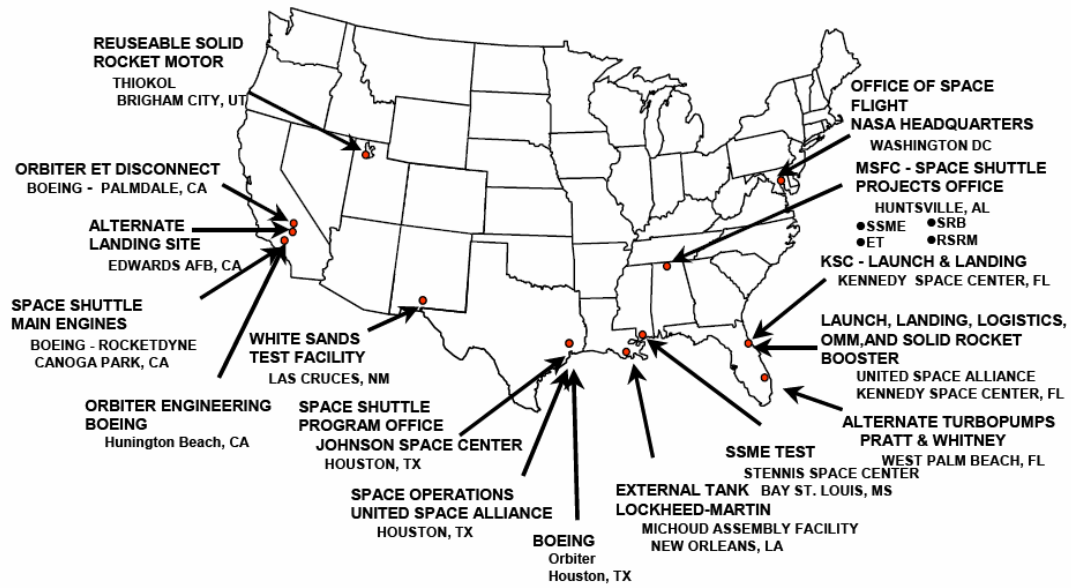 REUSEABLE SOLID
ROCKET MOTOR
THIOKOL
BRIGHAM CITY, UT
ORBITER ET DISCONNECT
BOEING - PALMDALE, CA
ALTERNATE
LANDING SITE
EDWARDS AFB, CA
SPACE SHUTTLE
MAIN ENGINES
BOEING - ROCKETDYNE
CANOGA PARK, CA
ORBITER ENGINEERING
BOEING
Hunington Beach, CA
WHITE SANDS
TEST FACILITY
LAS CRUCES, NM
SPACE SHUTTLE
PROGRAM OFFICE
JOHNSON SPACE CENTER
HOUSTON, TX
SPACE OPERATIONS
UNITED SPACE ALLIANCE
HOUSTON, TX
BOEING
Orbiter
Houston, TX
EXTERNAL TANK
LOCKHEED-MARTIN
MICHOUD ASSEMBLY FACILITY
NEW ORLEANS, LA
SSME TEST
STENNIS SPACE CENTER
BAY ST. LOUIS, MS
OFFICE OF SPACE
FLIGHT
NASA HEADQUARTERS
WASHINGTON DC
MSFC - SPACE SHUTTLE
PROJECTS OFFICE
HUNTSVILLE, AL
●SSME ●SRB
●ET ●RSRM
KSC - LAUNCH & LANDING
KENNEDY SPACE CENTER, FL
LAUNCH, LANDING, LOGISTICS,
OMM,AND SOLID ROCKET
BOOSTER
UNITED SPACE ALLIANCE
KENNEDY SPACE CENTER, FL
ALTERNATE TURBOPUMPS
PRATT & WHITNEY
WEST PALM BEACH, FL